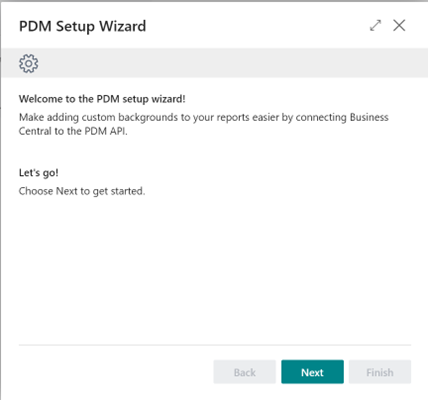 PDM Setup Wizard
Welcome to the PDM setup wizard!
Make adding custom backgrounds to your reports easier by connecting Business
Central to the PDM API.
Let's go!
Choose Next to get started.
Back
Next
Finish